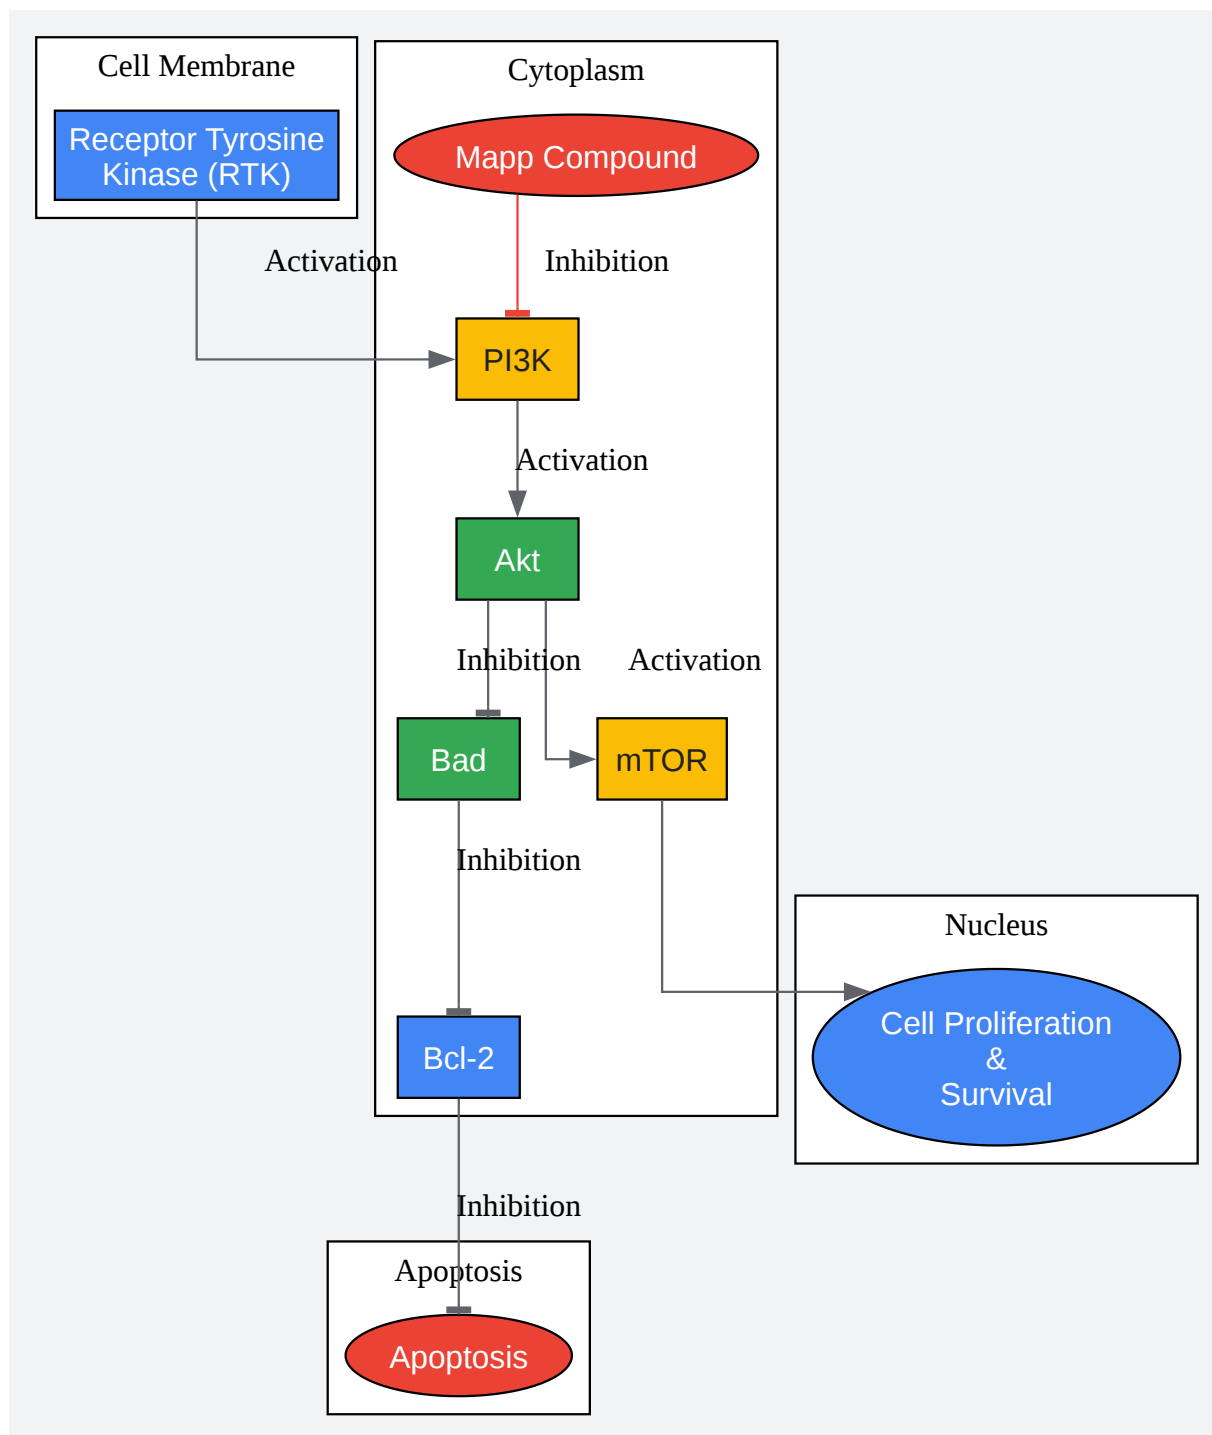 Cell Membrane
Receptor Tyrosine
Kinase (RTK)
Cytoplasm
Mapp Compound
Activation
Inhibition
PI3K
Activation
Akt
Inhibition
Activation
Bad
mTOR
Inhibition
Nucleus
Cell Proliferation
&
Survival
Bcl-2
Inhibition
Apoptosis
Apoptosis